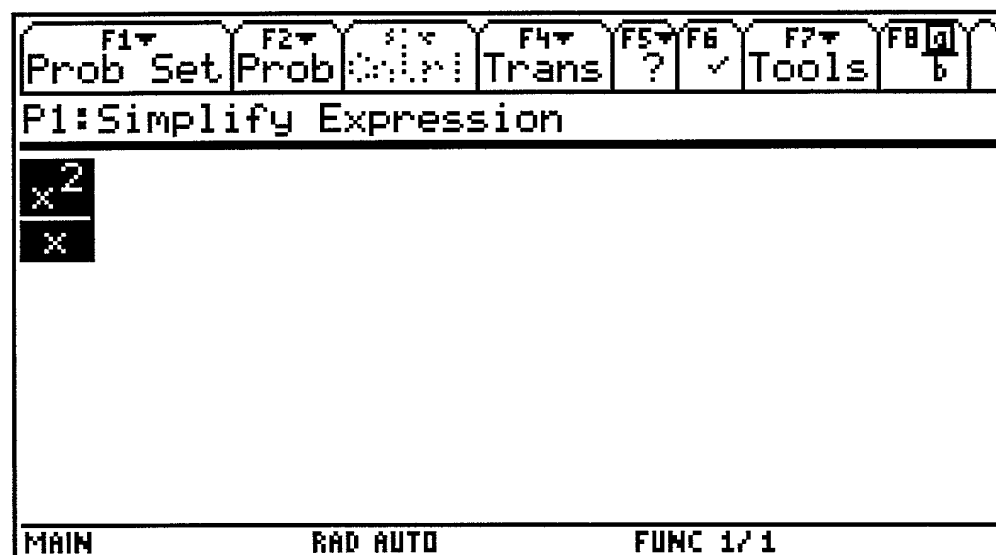 F1 F2 F4 F5 F6 F7 F8 a
Prob Set Prob Trans ? ✓ Tools b
P1:Simplify Expression
x²
x
MAIN RAD AUTO FUNC 1/1